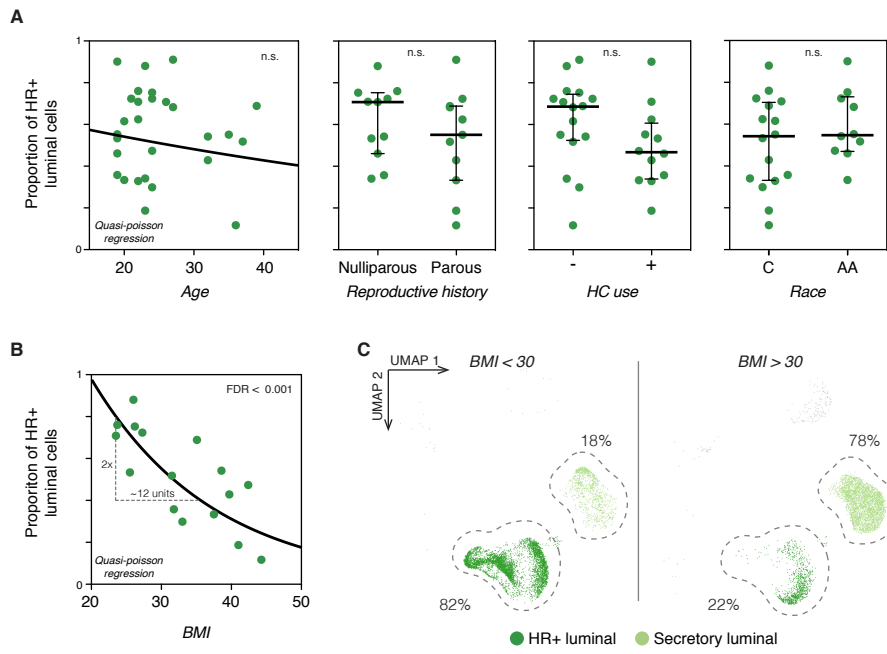 A
1
0
Proportion of HR+
luminal cells
n.s.
Quasi-poisson
regression
20
30
40
Age
n.s.
Nulliparous
Parous
Reproductive history
n.s.
-
+
HC use
n.s.
C
AA
Race
B
1
0
Proporiton of HR+
luminal cells
FDR < 0.001
2x
~12 units
Quasi-poisson
regression
20
30
40
50
BMI
C
UMAP 1
UMAP 2
BMI < 30
BMI > 30
18%
82%
78%
22%
HR+ luminal
Secretory luminal